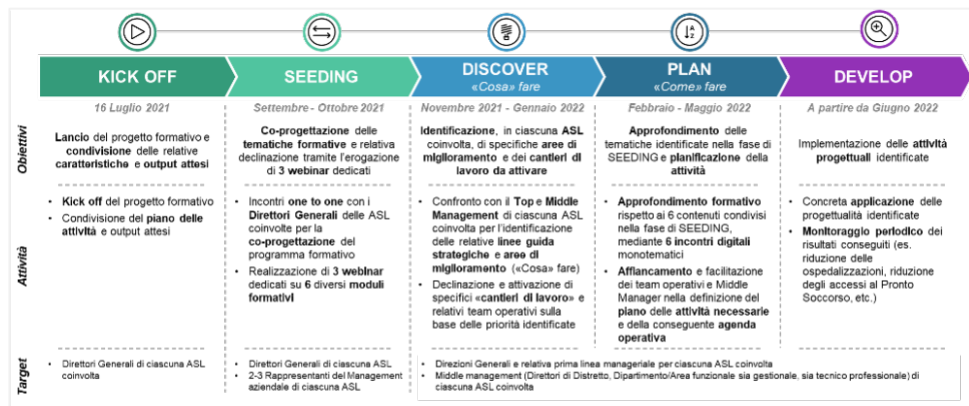 KICK OFF
SEEDING
DISCOVER
«Cosa» fare
PLAN
«Come» fare
DEVELOP
16 Luglio 2021
Settembre - Ottobre 2021
Novembre 2021 - Gennaio 2022
Febbraio - Maggio 2022
A partire da Giugno 2022
Obiettivi
Lancio del progetto formativo e
condivisione delle relative
caratteristiche e output attesi
Co-progettazione delle
tematiche formative e relativa
declinazione tramite l'erogazione
di 3 webinar dedicati
Identificazione, in ciascuna ASL
coinvolta, di specifiche aree di
miglioramento e dei cantieri di
lavoro da attivare
Approfondimento delle
tematiche identificate nella fase di
SEEDING e planificazione della
attività
Implementazione delle attività
progettuali identificate
Attività
• Kick off del progetto formativo
• Condivisione del piano delle
attività e output attesi
• Incontri one to one con i
Direttori Generali delle ASL
coinvolte per la
co-progettazione del
programma formativo
• Realizzazione di 3 webinar
dedicati su 6 diversi moduli
formativi
• Confronto con il Top e Middle
Management di ciascuna ASL
coinvolta per l'identificazione
delle relative linee guida
strategiche e aree di
miglioramento («Cosa» fare)
• Declinazione e attivazione di
specifici «cantieri di lavoro» e
relativi team operativi sulla
base delle priorità identificate
• Approfondimento formativo
rispetto ai 6 contenuti condivisi
nella fase di SEEDING,
mediante 6 incontri digitali
monotematici
• Affiancamento e facilitazione
dei team operativi e Middle
Manager nella definizione del
piano delle attività necessarie
e della conseguente agenda
operativa
• Concreta applicazione delle
progettualità identificate
• Monitoraggio periodico dei
risultati conseguiti (es.
riduzione delle
ospedalizzazioni, riduzione
degli accessi al Pronto
Soccorso, etc.)
Target
• Direttori Generali di ciascuna ASL
coinvolta
• Direttori Generali di ciascuna ASL
• 2-3 Rappresentanti del Management
aziendale di ciascuna ASL
• Direzioni Generali e relativa prima linea manageriale per ciascuna ASL coinvolta
• Middle management (Direttori di Distretto, Dipartimento/Area funzionale sia gestionale, sia tecnico professionale) di
ciascuna ASL coinvolta